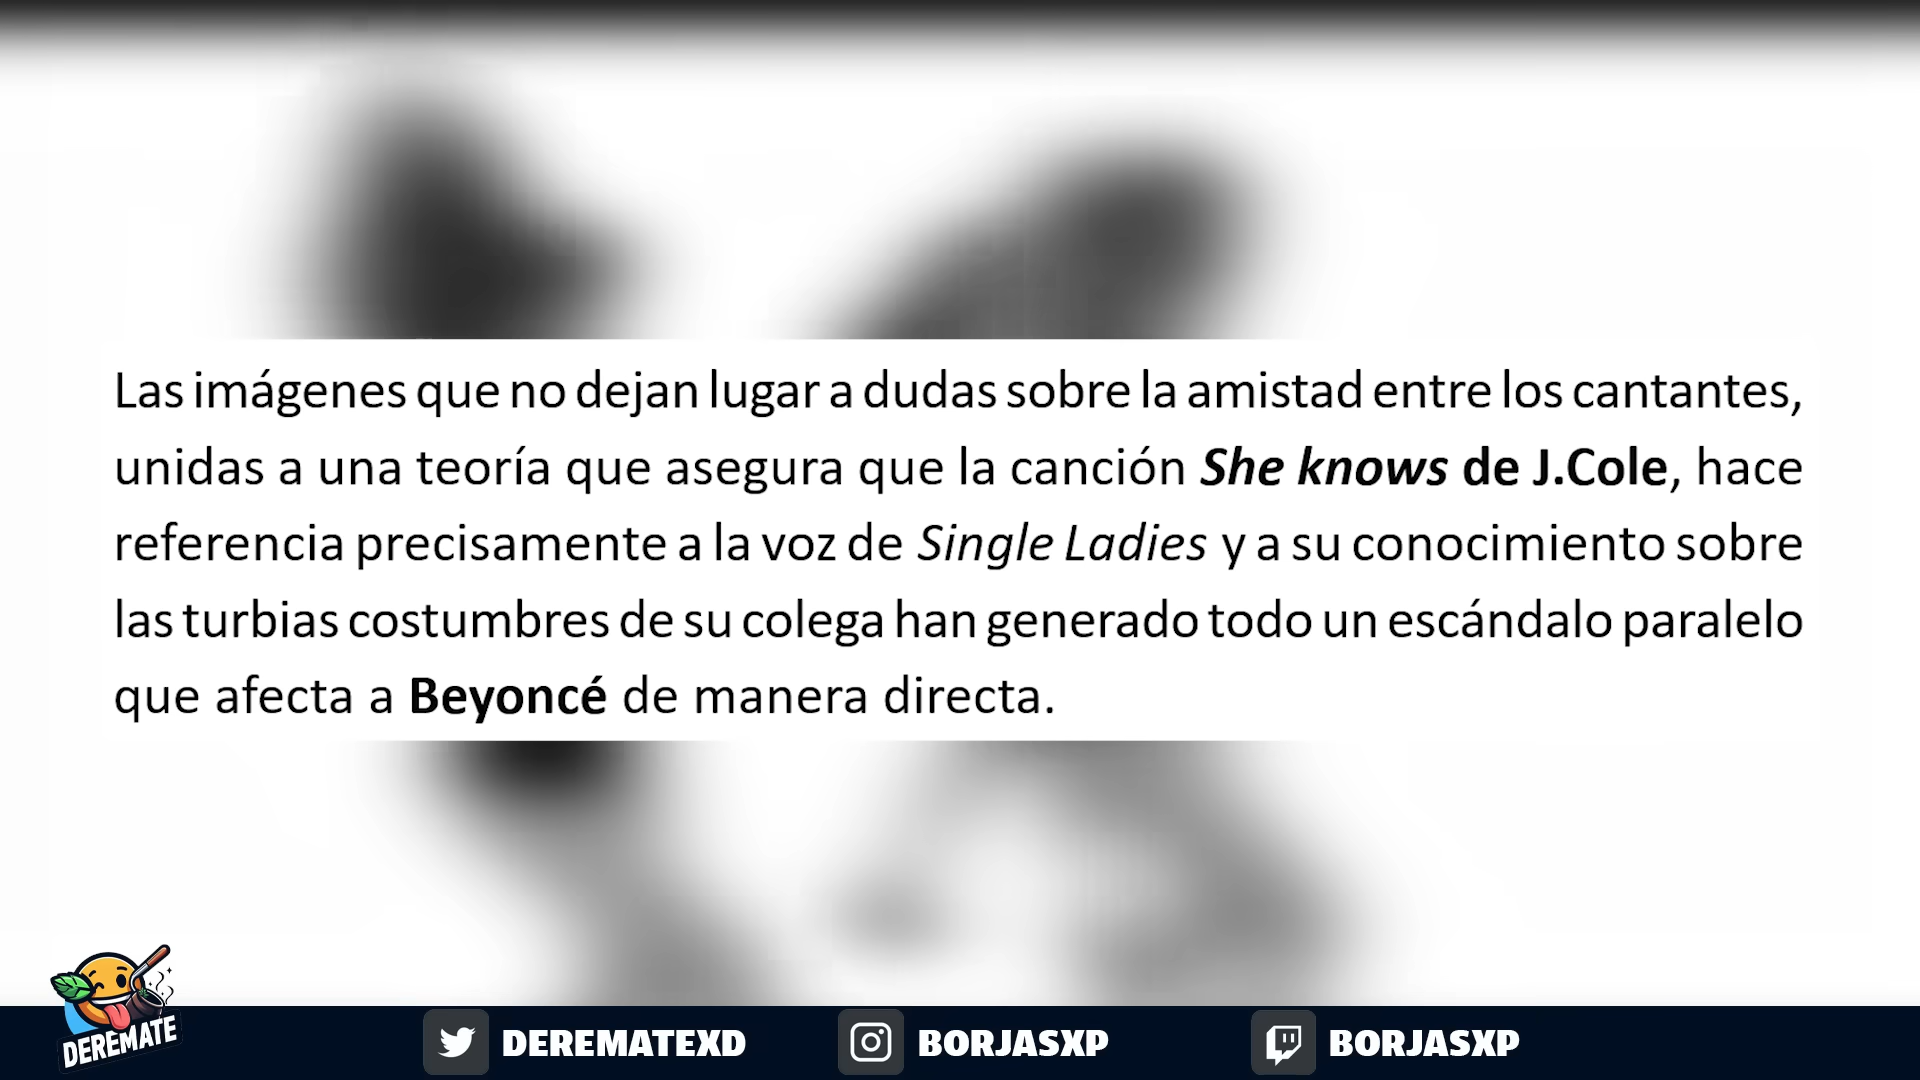 Las imágenes que no dejan lugar a dudas sobre la amistad entre los cantantes,
unidas a una teoría que asegura que la canción She knows de J.Cole, hace
referencia precisamente a la voz de Single Ladies y a su conocimiento sobre
las turbias costumbres de su colega han generado todo un escándalo paralelo
que afecta a Beyoncé de manera directa.
DEREMATE
DEREMATEXD
BORJASXP
BORJASXP